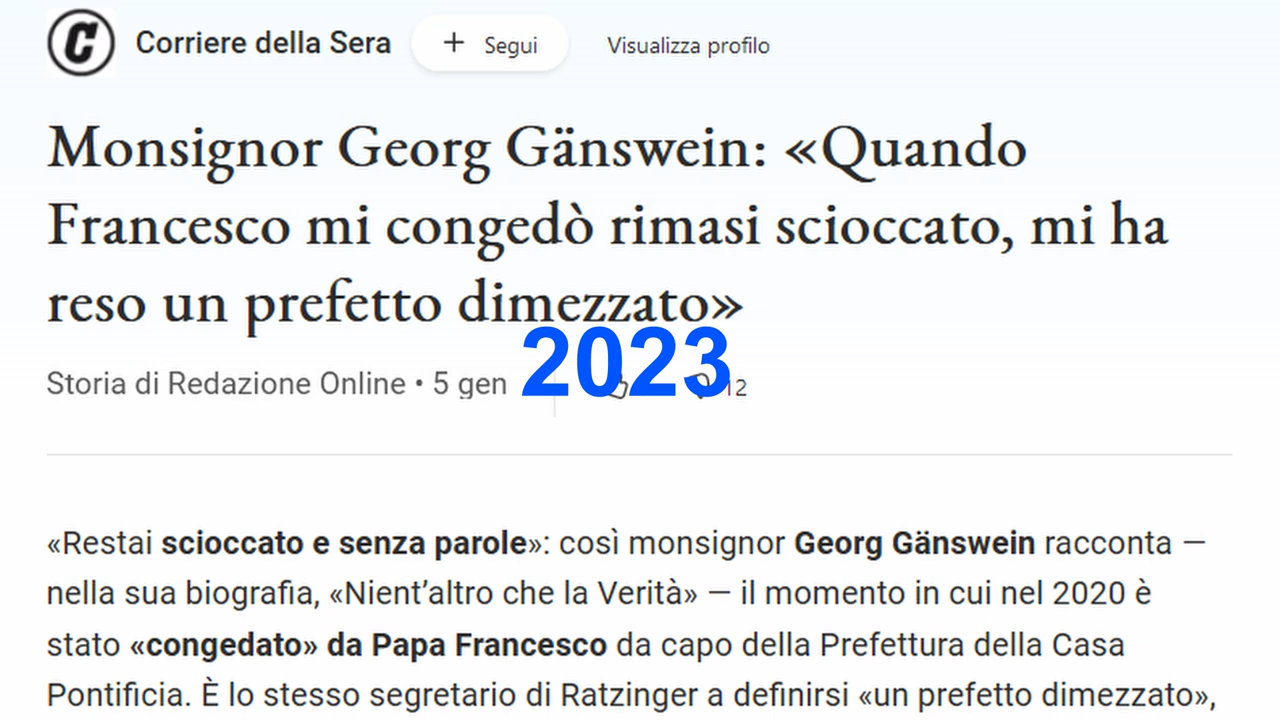 Corriere della Sera + Segui Visualizza profilo
Monsignor Georg Gänswein: «Quando
Francesco mi congedò rimasi scioccato, mi ha
reso un prefetto dimezzato»
Storia di Redazione Online • 5 gen 2023 12
«Restai scioccato e senza parole»: così monsignor Georg Gänswein racconta —
nella sua biografia, «Nient’altro che la Verità» — il momento in cui nel 2020 è
stato «congedato» da Papa Francesco da capo della Prefettura della Casa
Pontificia. È lo stesso segretario di Ratzinger a definirsi «un prefetto dimezzato»,